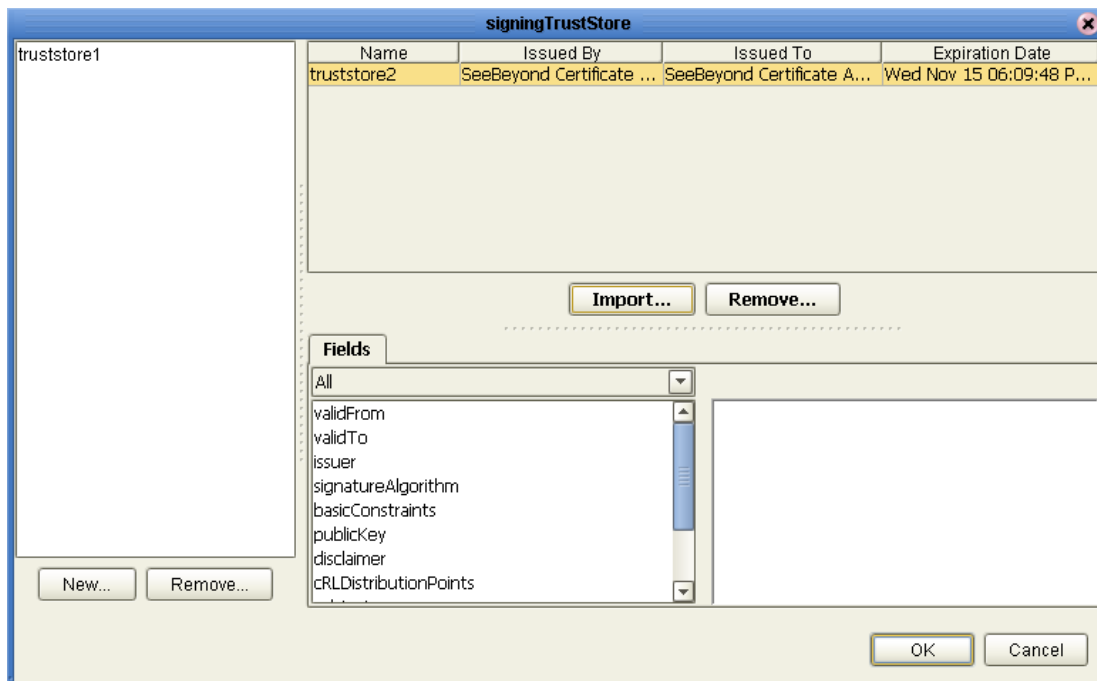 signingTrustStore
truststore1
Name Issued By Issued To Expiration Date
truststore2 SeeBeyond Certificate ... SeeBeyond Certificate A... Wed Nov 15 06:09:48 P...
Import... Remove...
Fields
All
validFrom
validTo
issuer
signatureAlgorithm
basicConstraints
publicKey
disclaimer
cRLDistributionPoints
New... Remove...
OK Cancel